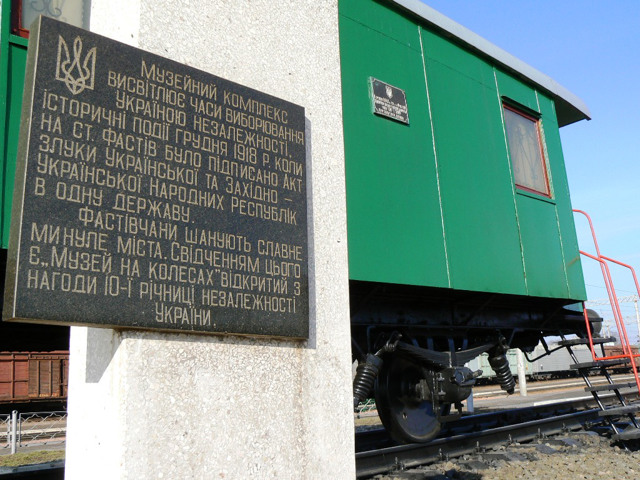 МУЗЕЙНИЙ КОМПЛЕКС
ВИСВІТЛЮЄ ЧАСИ ВИБОРЮВАННЯ
УКРАЇНОЮ НЕЗАЛЕЖНОСТІ,
ІСТОРИЧНІ ПОДІЇ ГРУДНЯ 1918 Р. КОЛИ
НА СТ. ФАСТІВ БУЛО ПІДПИСАНО АКТ
ЗЛУКИ УКРАЇНСЬКОЇ ТА ЗАХІДНО –
УКРАЇНСЬКОЇ НАРОДНИХ РЕСПУБЛІК
В ОДНУ ДЕРЖАВУ.
ФАСТІВЧАНИ ШАНУЮТЬ СЛАВНЕ
МИНУЛЕ МІСТА. СВІДЧЕННЯМ ЦЬОГО
Є „МУЗЕЙ НА КОЛЕСАХ" ВІДКРИТИЙ З
НАГОДИ 10-Ї РІЧНИЦІ НЕЗАЛЕЖНОСТІ
УКРАЇНИ.